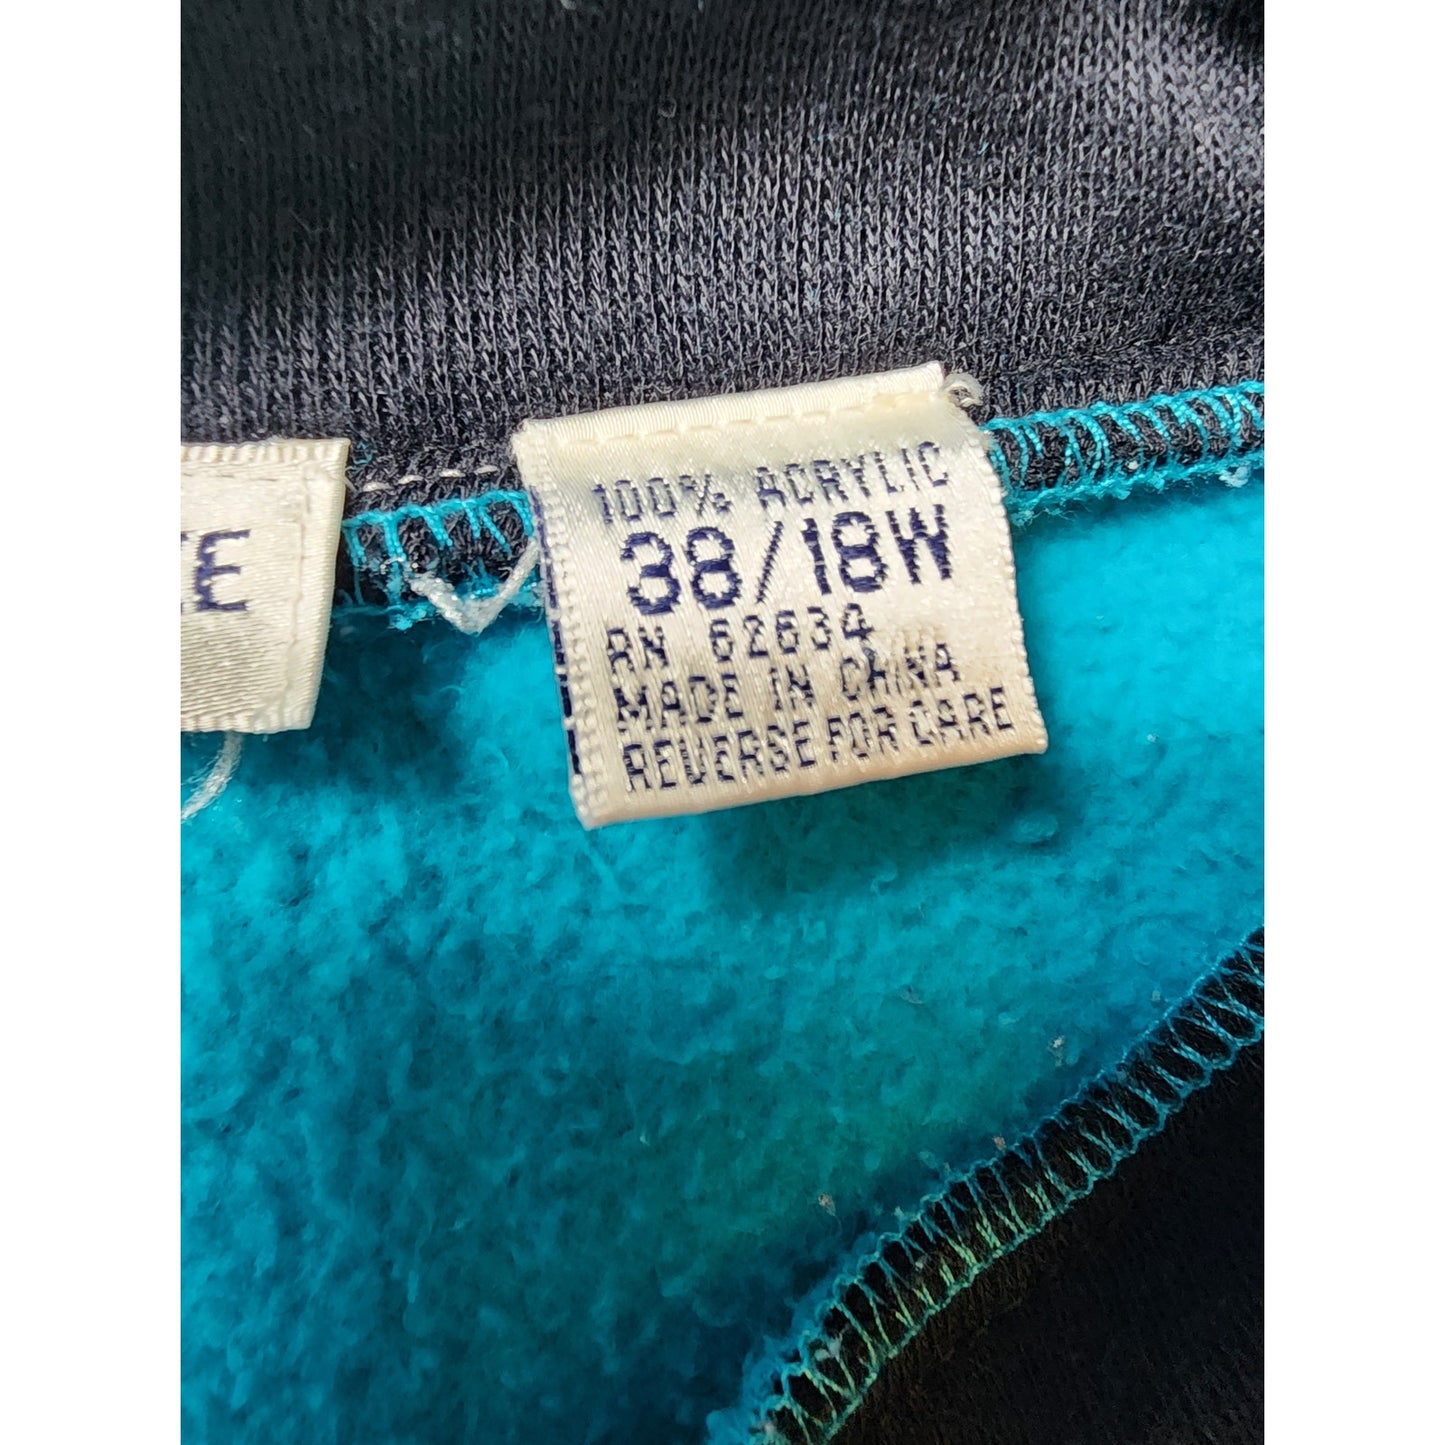 100% ACRYLIC
38/18W
RN 62634
MADE IN CHINA
REVERSE FOR CARE